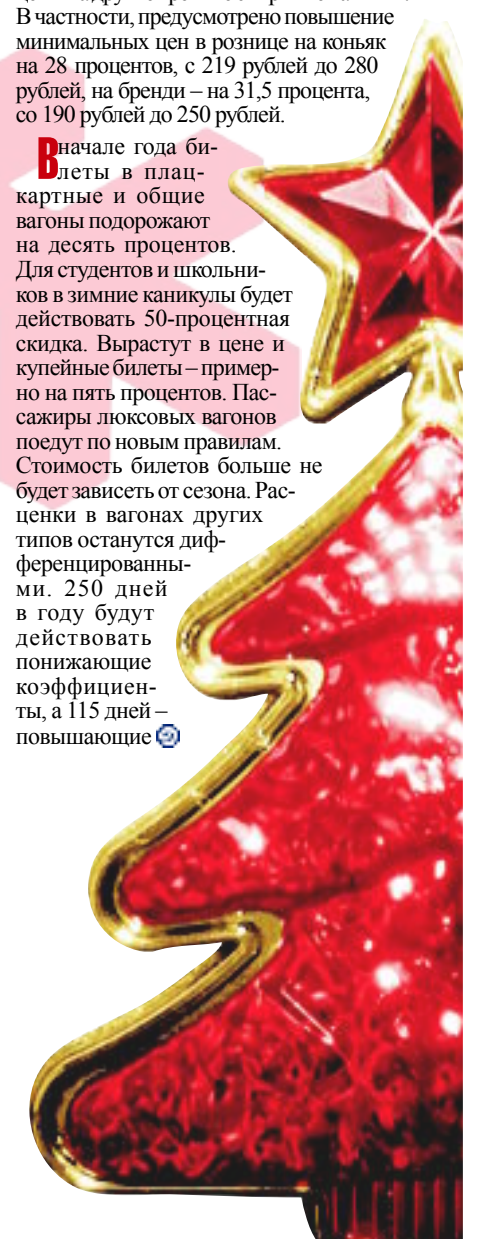 В частности, предусмотрено повышение
минимальных цен в рознице на коньяк
на 28 процентов, с 219 рублей до 280
рублей, на бренди – на 31,5 процента,
со 190 рублей до 250 рублей.
Вначале года би-
леты в плац-
картные и общие
вагоны подорожают
на десять процентов.
Для студентов и школьни-
ков в зимние каникулы будет
действовать 50-процентная
скидка. Вырастут в цене и
купейные билеты – пример-
но на пять процентов. Пас-
сажиры люксовых вагонов
поедут по новым правилам.
Стоимость билетов больше не
будет зависеть от сезона. Рас-
ценки в вагонах других
типов останутся диф-
ференцированны-
ми. 250 дней
в году будут
действовать
понижающие
коэффициен-
ты, а 115 дней –
повышающие